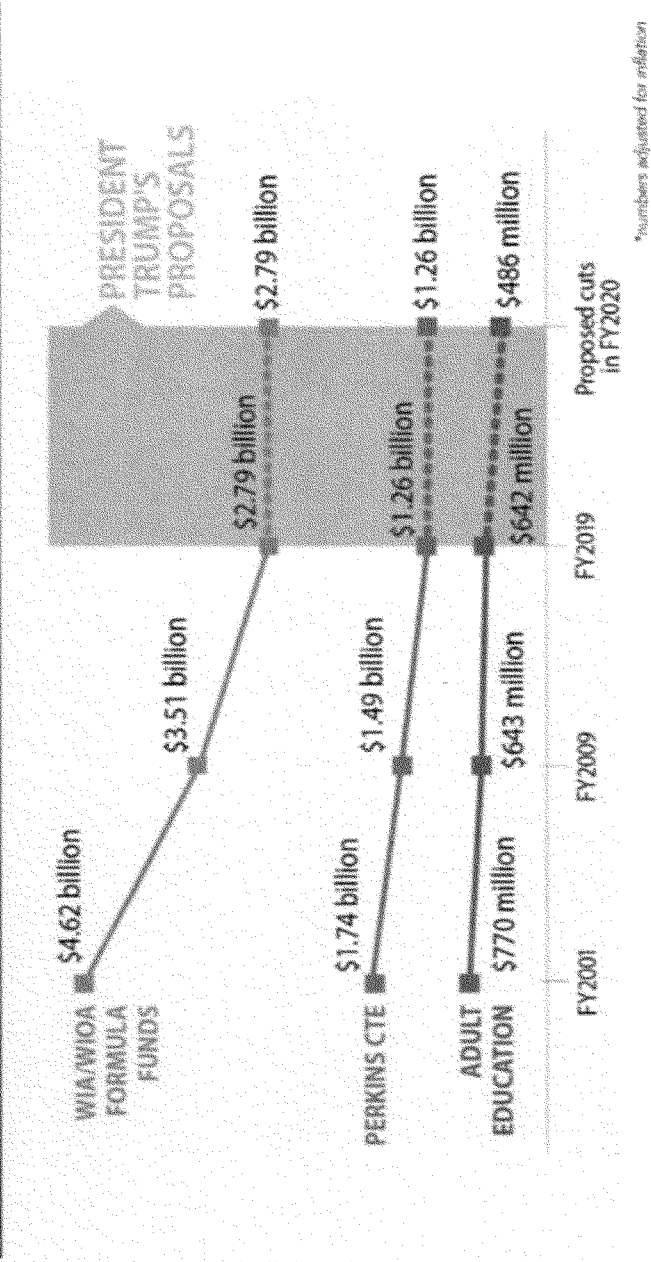 PRESIDENT
TRUMP'S
PROPOSALS
WIA/WIOA
FORMULA
FUNDS
$4.62 billion
$3.51 billion
$2.79 billion
$2.79 billion
PERKINS CTE
$1.74 billion
$1.49 billion
$1.26 billion
$1.26 billion
ADULT
EDUCATION
$770 million
$643 million
$642 million
$486 million
FY2001
FY2009
FY2019
Proposed cuts
in FY2020
*numbers adjusted for inflation